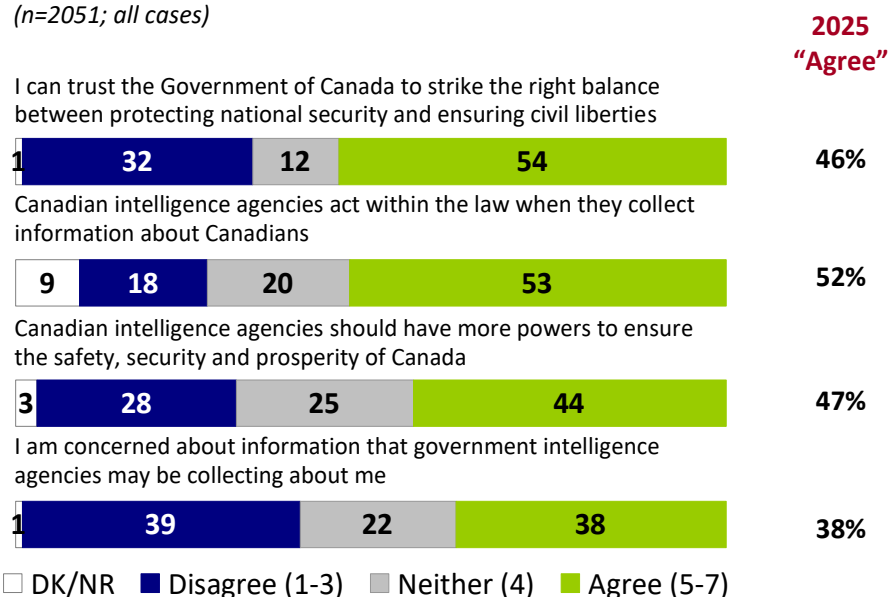 (n=2051; all cases)
2025
“Agree”
I can trust the Government of Canada to strike the right balance
between protecting national security and ensuring civil liberties
1 32 12 54 46%
Canadian intelligence agencies act within the law when they collect
information about Canadians
9 18 20 53 52%
Canadian intelligence agencies should have more powers to ensure
the safety, security and prosperity of Canada
3 28 25 44 47%
I am concerned about information that government intelligence
agencies may be collecting about me
1 39 22 38 38%
DK/NR Disagree (1-3) Neither (4) Agree (5-7)